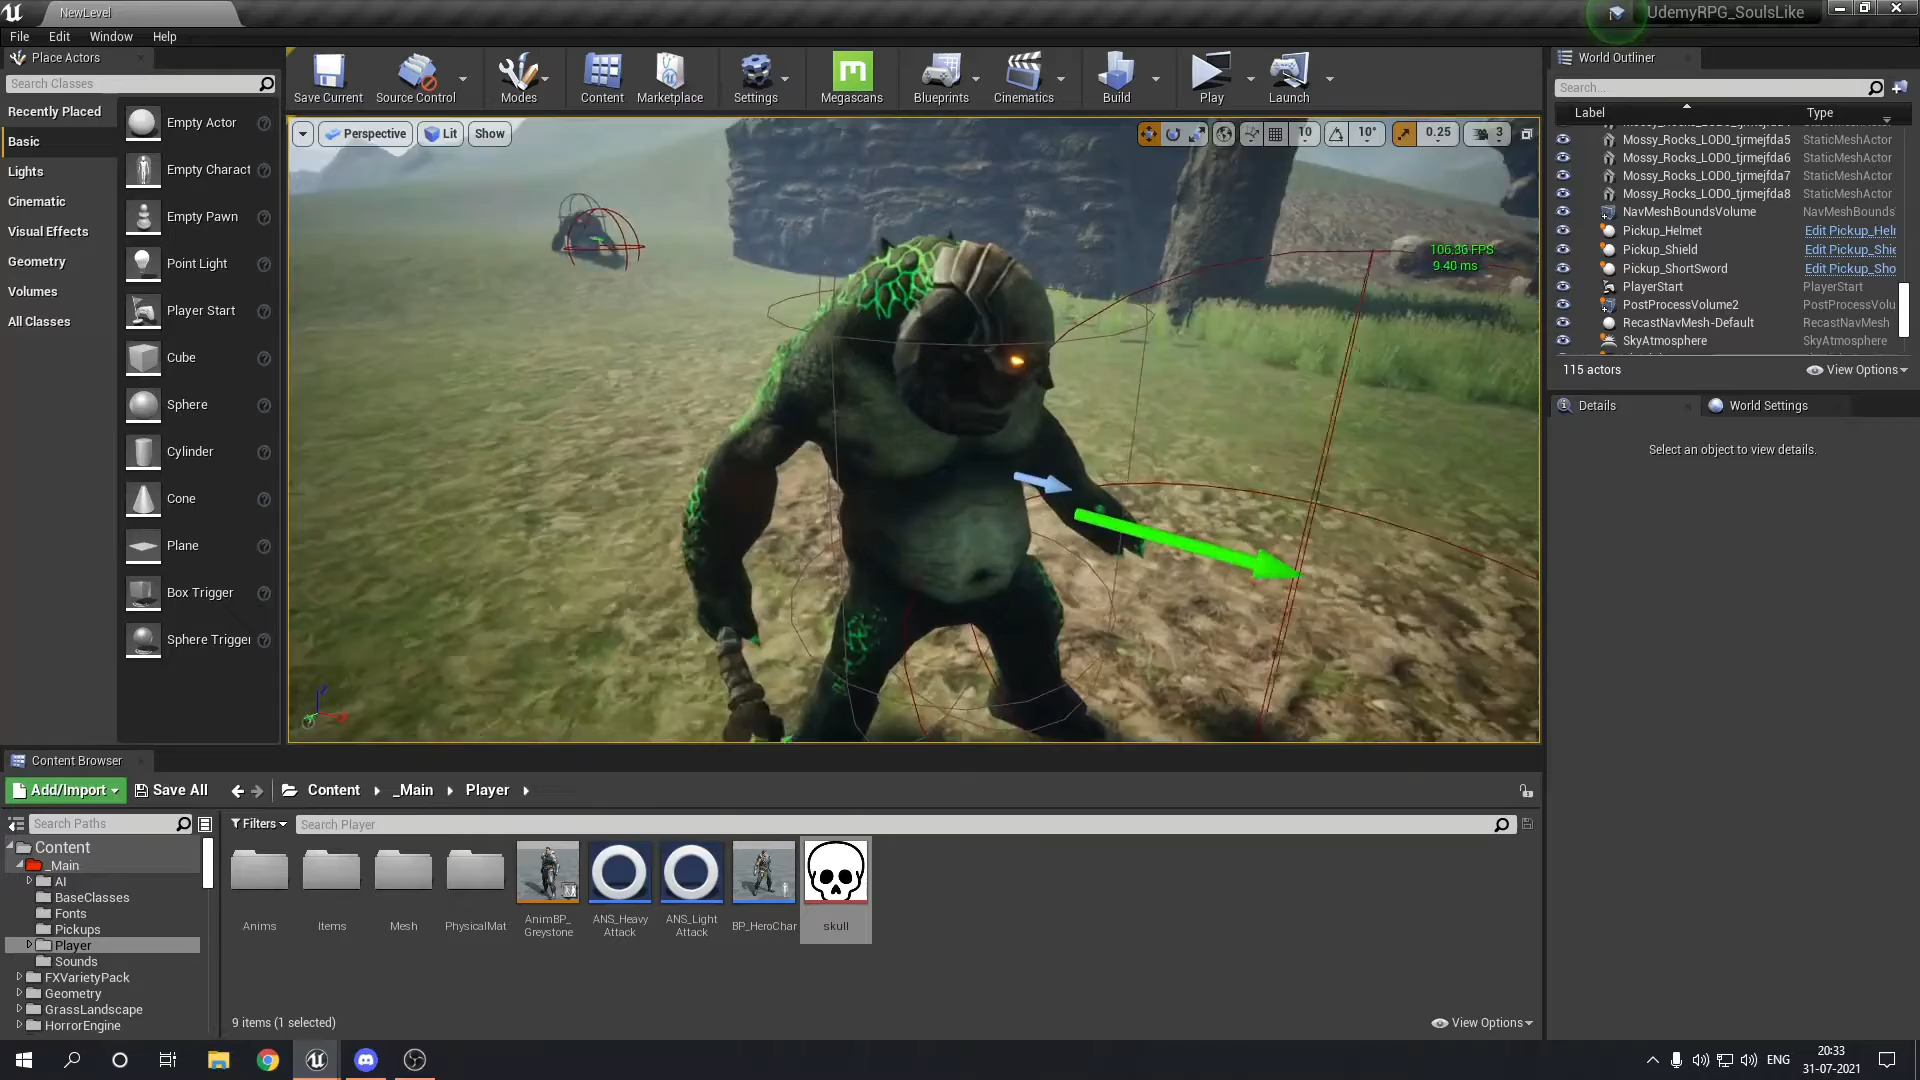 NewLevel
UdemyRPG_SoulsLike
File Edit Window Help
Place Actors
Search Classes
Recently Placed
Basic
Lights
Cinematic
Visual Effects
Geometry
Volumes
All Classes
Empty Actor
Empty Charact
Empty Pawn
Point Light
Player Start
Cube
Sphere
Cylinder
Cone
Plane
Box Trigger
Sphere Trigger
Save Current Source Control Modes Content Marketplace Settings Megascans Blueprints Cinematics Build Play Launch
Perspective Lit Show
10 10° 0.25 3
106.36 FPS
9.40 ms
World Outliner
Search...
Label Type
Mossy_Rocks_LOD0_tjrmejfda5 StaticMeshActor
Mossy_Rocks_LOD0_tjrmejfda6 StaticMeshActor
Mossy_Rocks_LOD0_tjrmejfda7 StaticMeshActor
Mossy_Rocks_LOD0_tjrmejfda8 StaticMeshActor
NavMeshBoundsVolume NavMeshBounds
Pickup_Helmet Edit Pickup_Heln
Pickup_Shield Edit Pickup_Shie
Pickup_ShortSword Edit Pickup_Sho
PlayerStart PlayerStart
PostProcessVolume2 PostProcessVolu
RecastNavMesh-Default RecastNavMesh
SkyAtmosphere SkyAtmosphere
115 actors View Options
Details World Settings
Select an object to view details.
Content Browser
Add/Import Save All Content _Main Player
Search Paths
Content
_Main
AI
BaseClasses
Fonts
Pickups
Player
Sounds
FXVarietyPack
Geometry
GrassLandscape
HorrorEngine
Filters Search Player
Anims
Items
Mesh
PhysicalMat
AnimBP_
Greystone
ANS_Heavy
Attack
ANS_Light
Attack
BP_HeroChar
skull
9 items (1 selected) View Options
ENG
20:33
31-07-2021